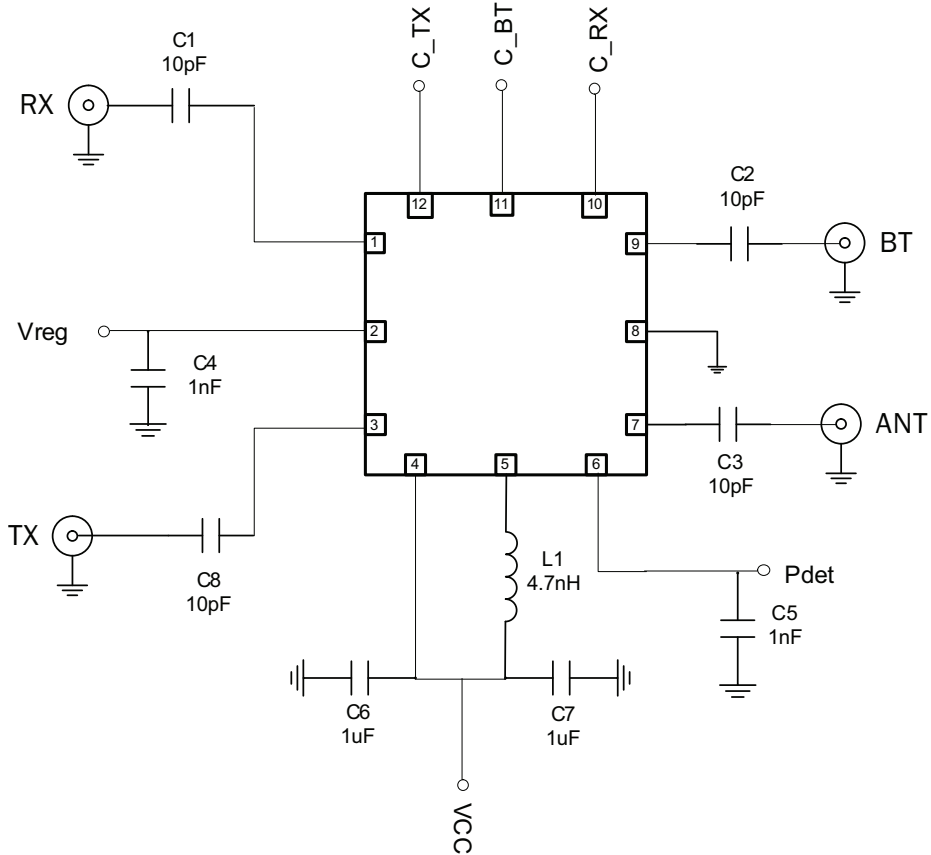 C_TX
C_BT
C_RX
C1
10pF
RX
12
11
10
C2
10pF
1
9
BT
Vreg
2
8
C4
1nF
3
7
ANT
C3
10pF
4
5
6
TX
C8
10pF
L1
4.7nH
Pdet
C5
1nF
C6
1uF
C7
1uF
VCC